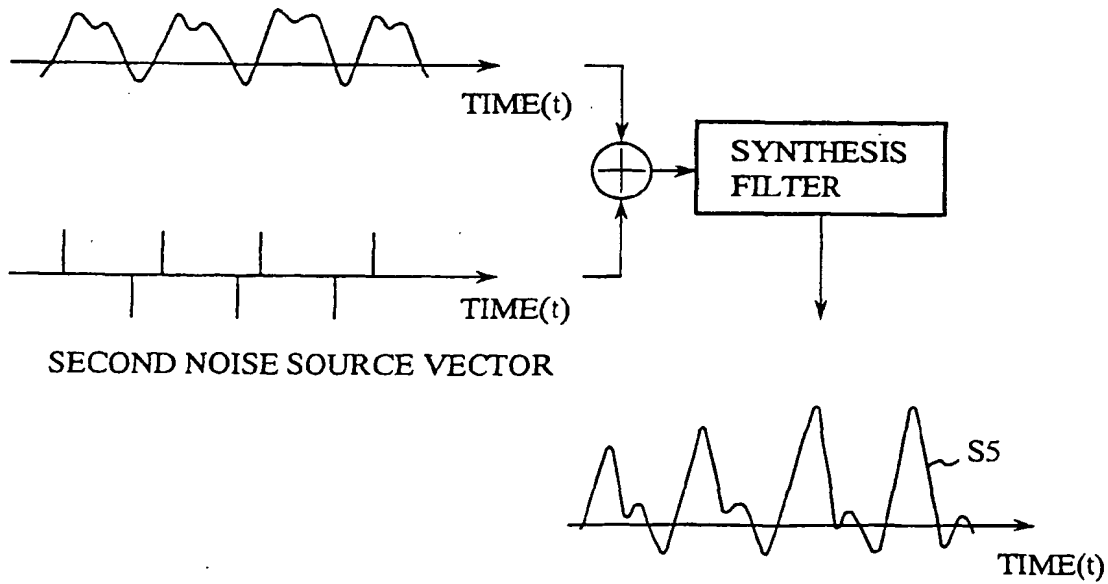 TIME(t)
SYNTHESIS
FILTER
TIME(t)
SECOND NOISE SOURCE VECTOR
S5
TIME(t)